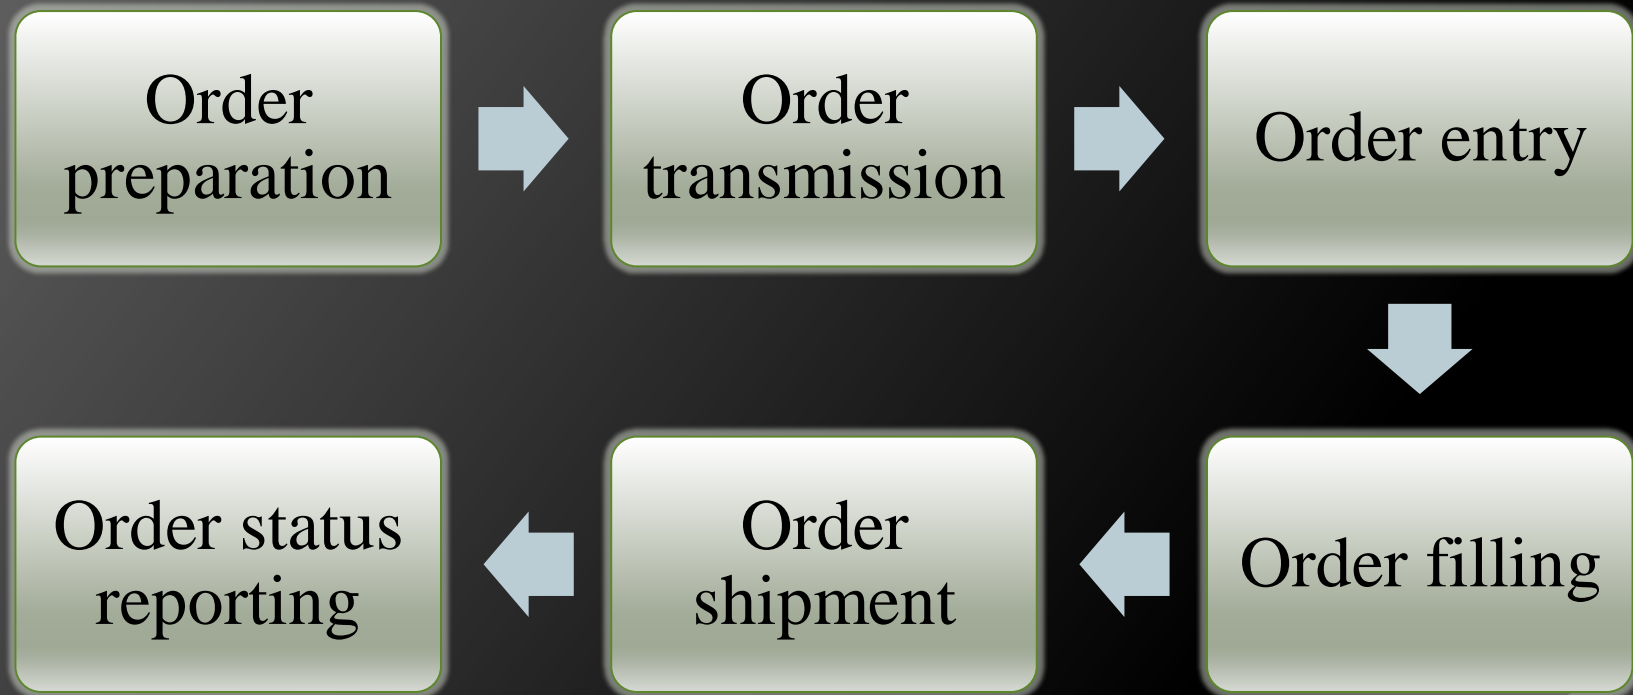 Order
preparation
Order
transmission
Order entry
Order filling
Order
shipment
Order status
reporting